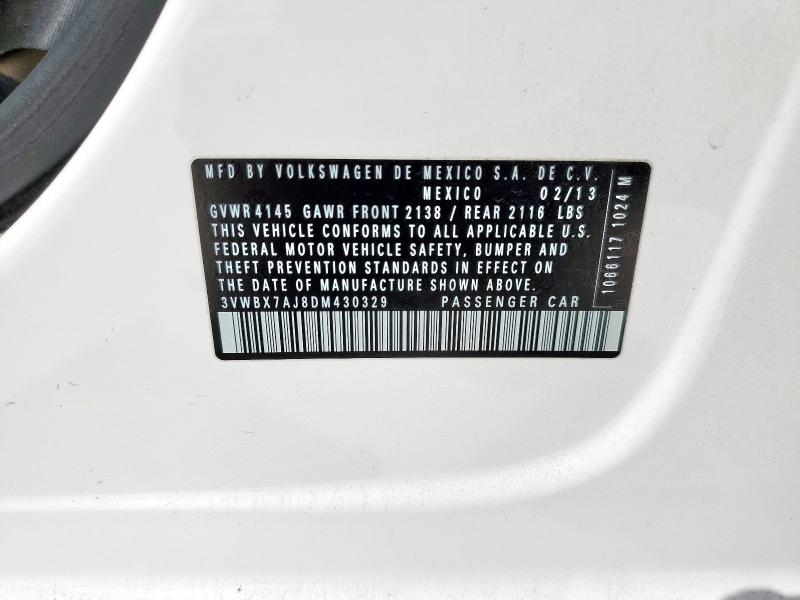 MFD BY VOLKSWAGEN DE MEXICO S.A. DE C.V.
MEXICO 02/13
GVWR 4145 GAWR FRONT 2138 / REAR 2116 LBS
THIS VEHICLE CONFORMS TO ALL APPLICABLE U.S.
FEDERAL MOTOR VEHICLE SAFETY, BUMPER AND
THEFT PREVENTION STANDARDS IN EFFECT ON
THE DATE OF MANUFACTURE SHOWN ABOVE.
3VWBX7AJ8DM430329 PASSENGER CAR
1066117 1024 M